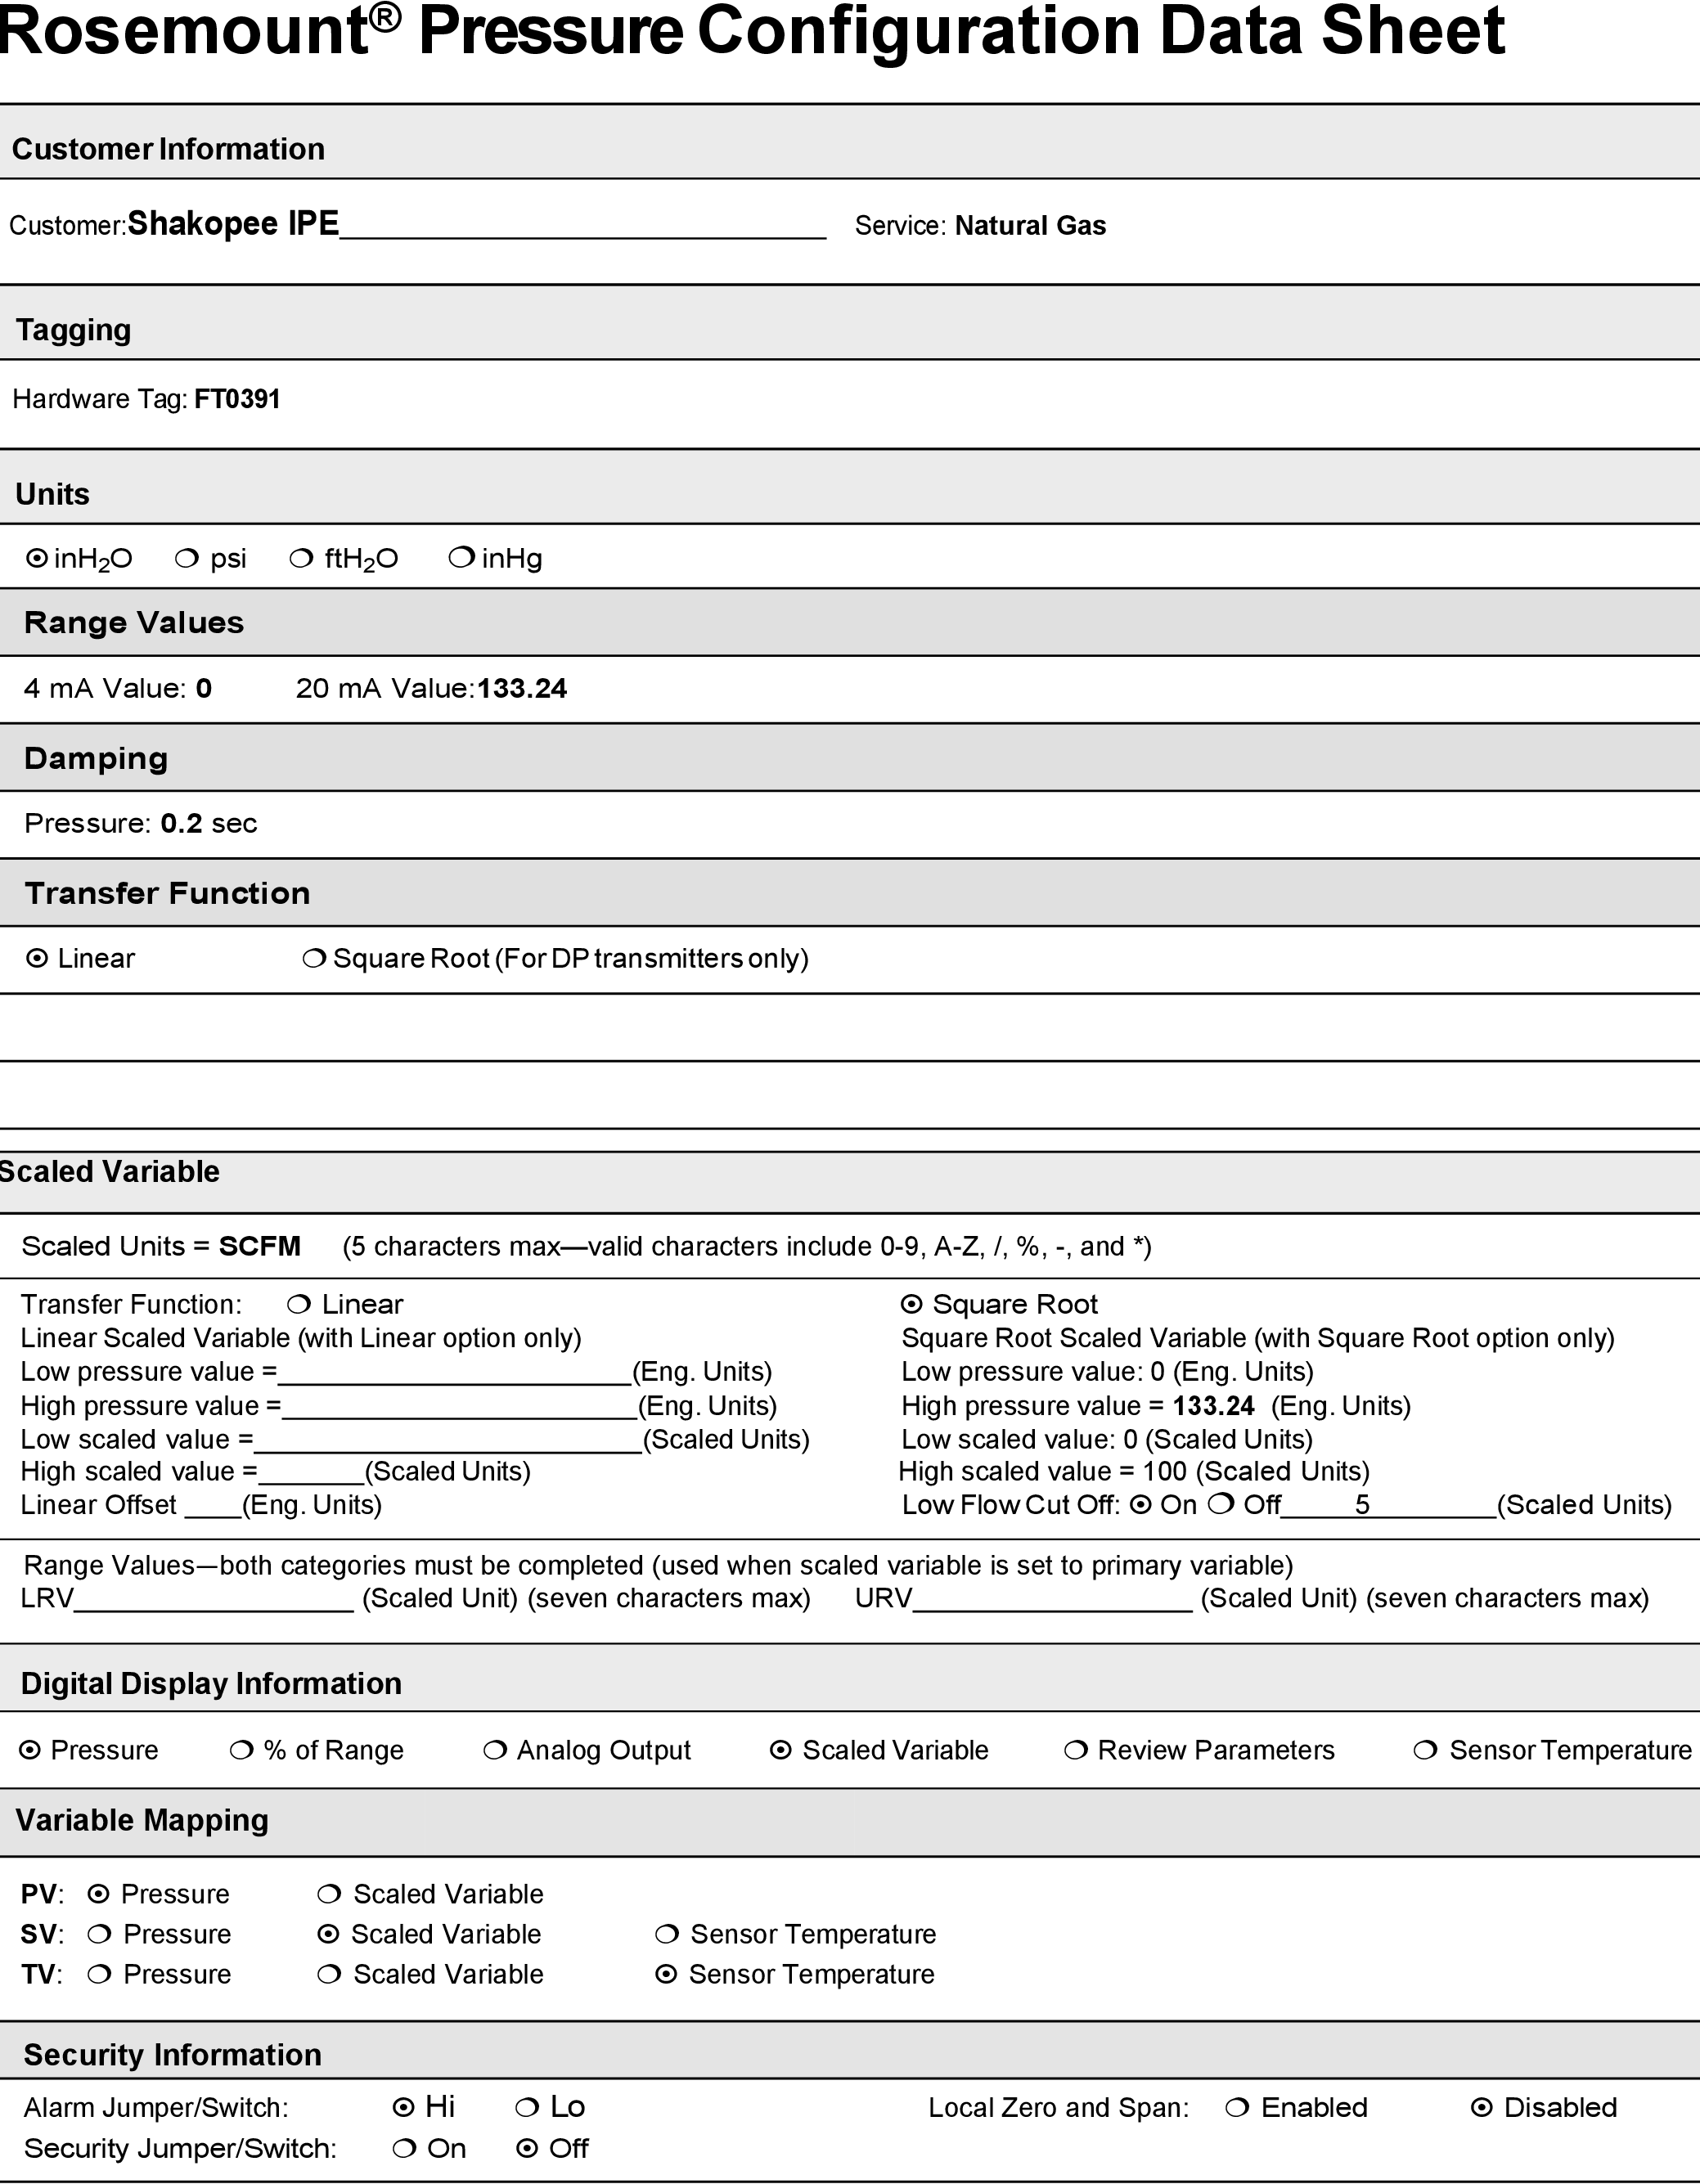 Rosemount® Pressure Configuration Data Sheet
Customer Information
Customer:Shakopee IPE__________ Service: Natural Gas
Tagging
Hardware Tag: FT0391
Units
⦿ inH₂O ❍ psi ❍ ftH₂O ❍ inHg
Range Values
4 mA Value: 0 20 mA Value:133.24
Damping
Pressure: 0.2 sec
Transfer Function
⦿ Linear ❍ Square Root (For DP transmitters only)
Scaled Variable
Scaled Units = SCFM (5 characters max—valid characters include 0-9, A-Z, /, %, -, and *)
Transfer Function: ❍ Linear ⦿ Square Root
Linear Scaled Variable (with Linear option only) Square Root Scaled Variable (with Square Root option only)
Low pressure value =__________(Eng. Units) Low pressure value: 0 (Eng. Units)
High pressure value =__________(Eng. Units) High pressure value = 133.24 (Eng. Units)
Low scaled value =__________(Scaled Units) Low scaled value: 0 (Scaled Units)
High scaled value =_______(Scaled Units) High scaled value = 100 (Scaled Units)
Linear Offset ____(Eng. Units) Low Flow Cut Off: ⦿ On ❍ Off_____5________(Scaled Units)
Range Values—both categories must be completed (used when scaled variable is set to primary variable)
LRV__________ (Scaled Unit) (seven characters max) URV__________ (Scaled Unit) (seven characters max)
Digital Display Information
⦿ Pressure ❍ % of Range ❍ Analog Output ⦿ Scaled Variable ❍ Review Parameters ❍ Sensor Temperature
Variable Mapping
PV: ⦿ Pressure ❍ Scaled Variable
SV: ❍ Pressure ⦿ Scaled Variable ❍ Sensor Temperature
TV: ❍ Pressure ❍ Scaled Variable ⦿ Sensor Temperature
Security Information
Alarm Jumper/Switch: ⦿ Hi ❍ Lo Local Zero and Span: ❍ Enabled ⦿ Disabled
Security Jumper/Switch: ❍ On ⦿ Off